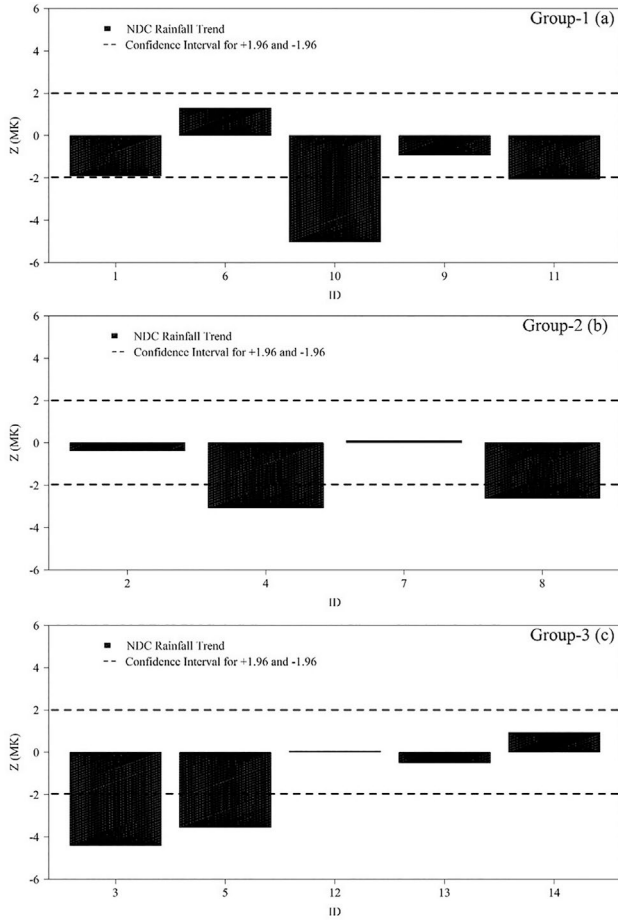 Group-1 (a)
NDC Rainfall Trend
Confidence Interval for +1.96 and -1.96
6
4
2
0
-2
-4
-6
Z (MK)
1 6 10 9 11
ID
Group-2 (b)
NDC Rainfall Trend
Confidence Interval for +1.96 and -1.96
6
4
2
0
-2
-4
-6
Z (MK)
2 4 7 8
ID
Group-3 (c)
NDC Rainfall Trend
Confidence Interval for +1.96 and -1.96
6
4
2
0
-2
-4
-6
Z (MK)
3 5 12 13 14
ID